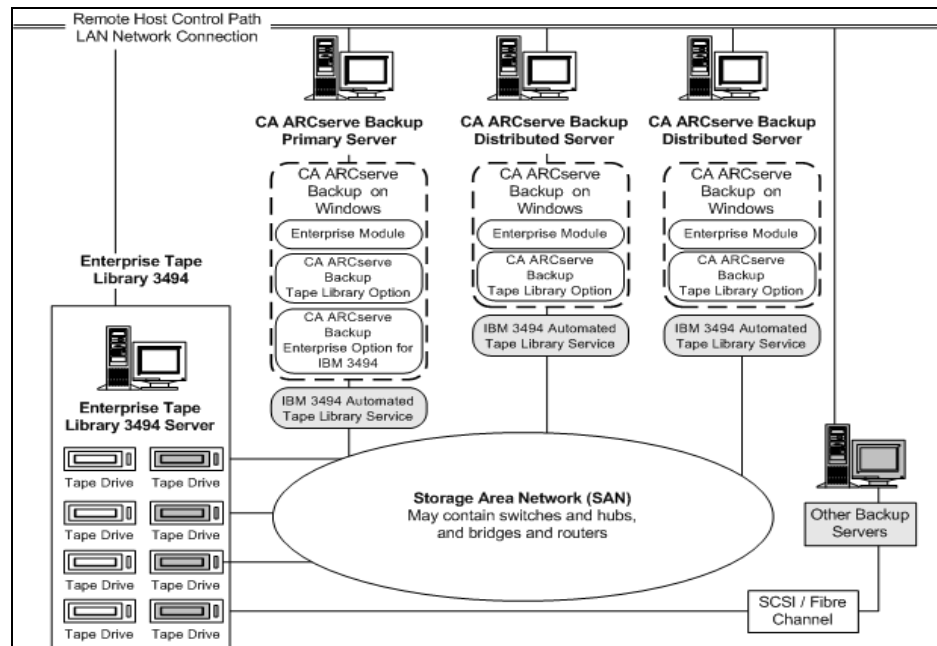 Remote Host Control Path
LAN Network Connection
CA ARCserve Backup
Primary Server
CA ARCserve Backup
Distributed Server
CA ARCserve Backup
Distributed Server
CA ARCserve
Backup on
Windows
Enterprise Module
CA ARCserve
Backup
Tape Library Option
CA ARCserve
Backup
Enterprise Option for
IBM 3494
IBM 3494 Automated
Tape Library Service
CA ARCserve
Backup on
Windows
Enterprise Module
CA ARCserve
Backup
Tape Library Option
IBM 3494 Automated
Tape Library Service
CA ARCserve
Backup on
Windows
Enterprise Module
CA ARCserve
Backup
Tape Library Option
IBM 3494 Automated
Tape Library Service
Enterprise Tape
Library 3494
Enterprise Tape
Library 3494 Server
Tape Drive
Tape Drive
Tape Drive
Tape Drive
Tape Drive
Tape Drive
Tape Drive
Tape Drive
Storage Area Network (SAN)
May contain switches and hubs,
and bridges and routers
Other Backup
Servers
SCSI / Fibre
Channel